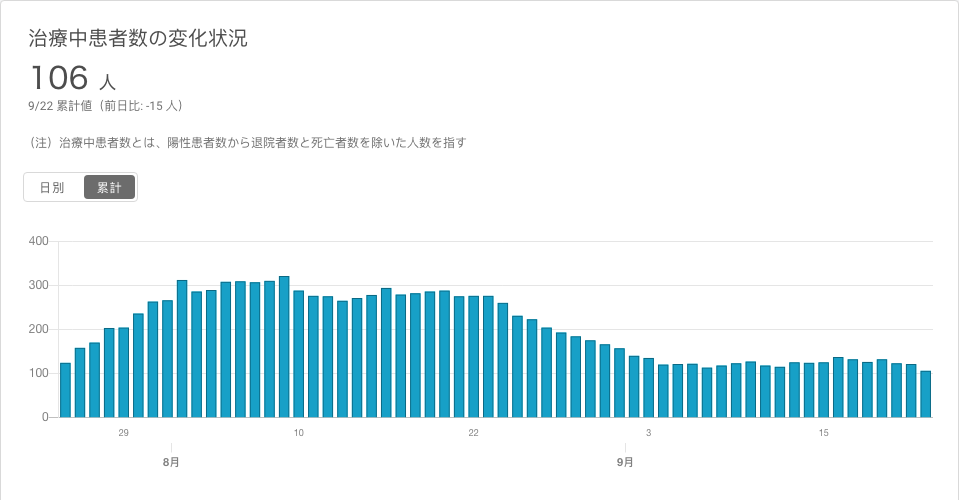 治療中患者数の変化状況
106 人
9/22 累計値（前日比: -15 人）
（注）治療中患者数とは、陽性患者数から退院者数と死亡者数を除いた人数を指す
日別 累計
400
300
200
100
0
29 10 22 3 15
8月 9月